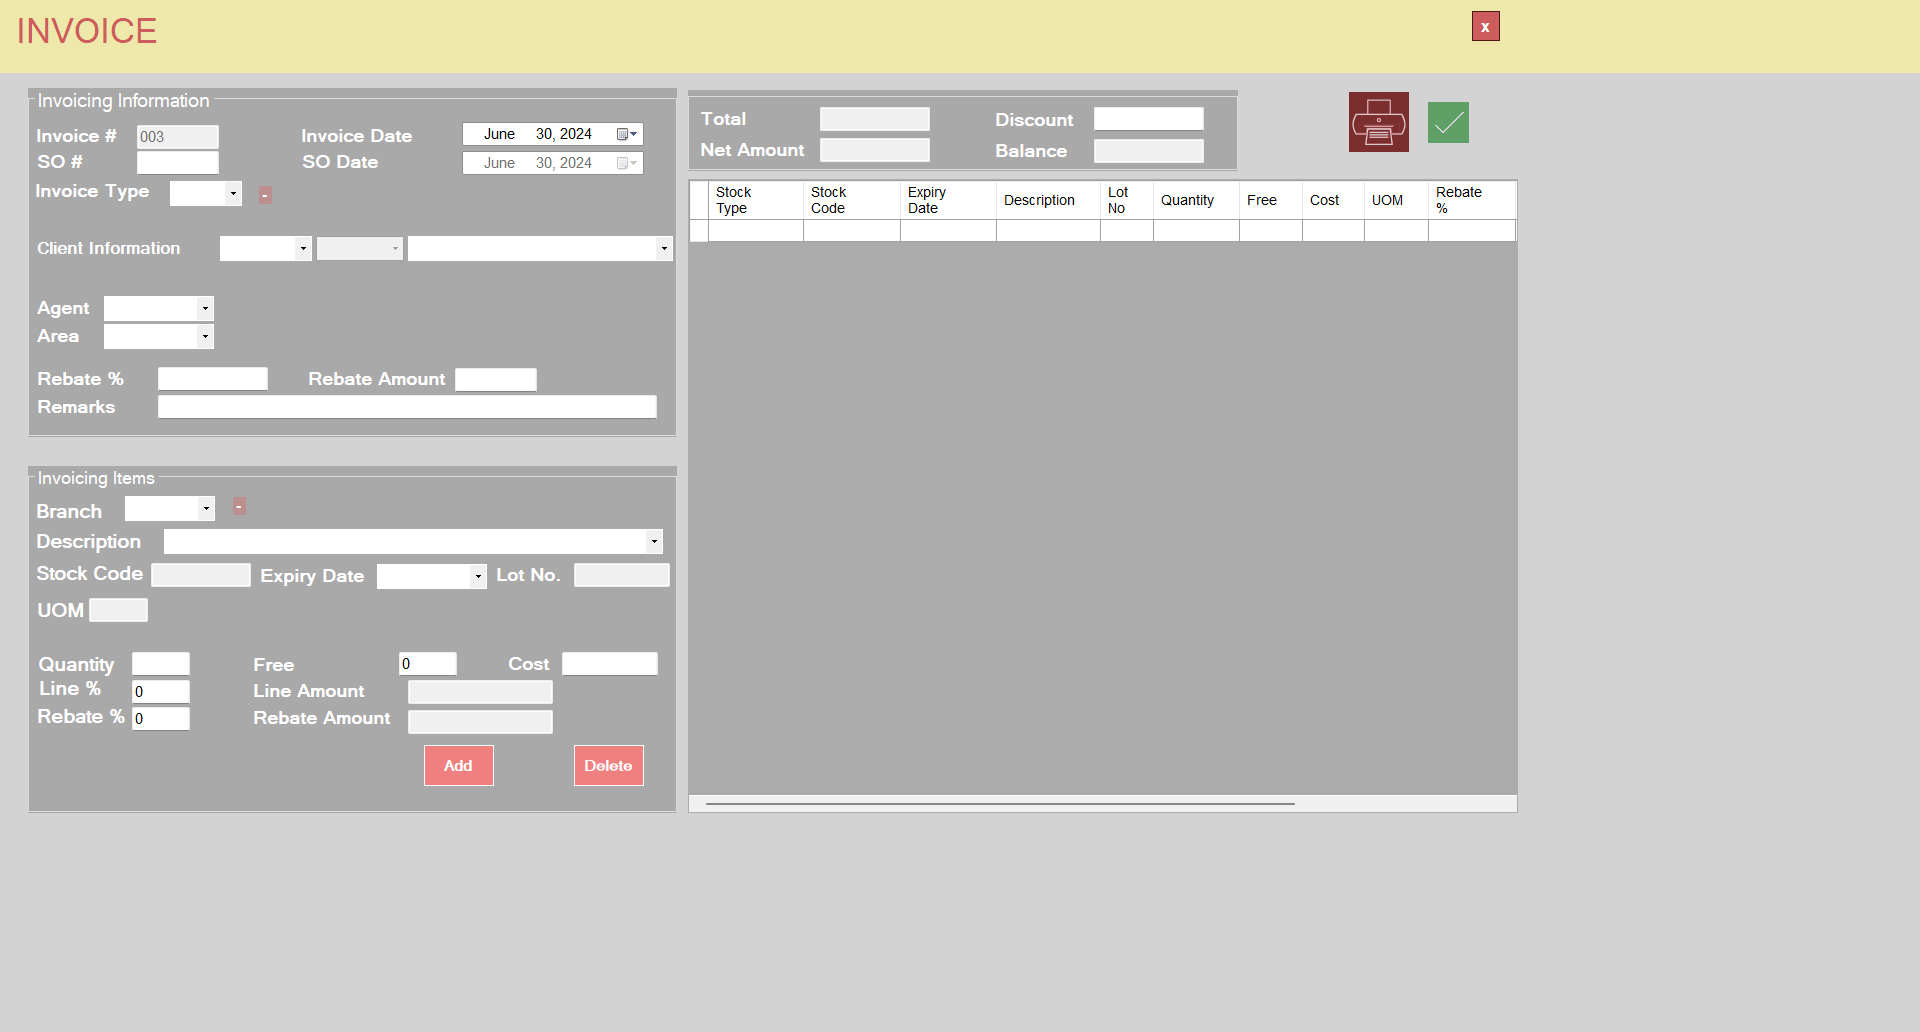 INVOICE
x
Invoicing Information
Invoice # 003 Invoice Date June 30, 2024
SO # SO Date June 30, 2024
Invoice Type -
Client Information
Agent
Area
Rebate % Rebate Amount
Remarks
Invoicing Items
Branch -
Description
Stock Code Expiry Date Lot No.
UOM
Quantity Free 0 Cost
Line % 0 Line Amount
Rebate % 0 Rebate Amount
Add Delete
Total Discount
Net Amount Balance
Stock Type Stock Code Expiry Date Description Lot No Quantity Free Cost UOM Rebate %